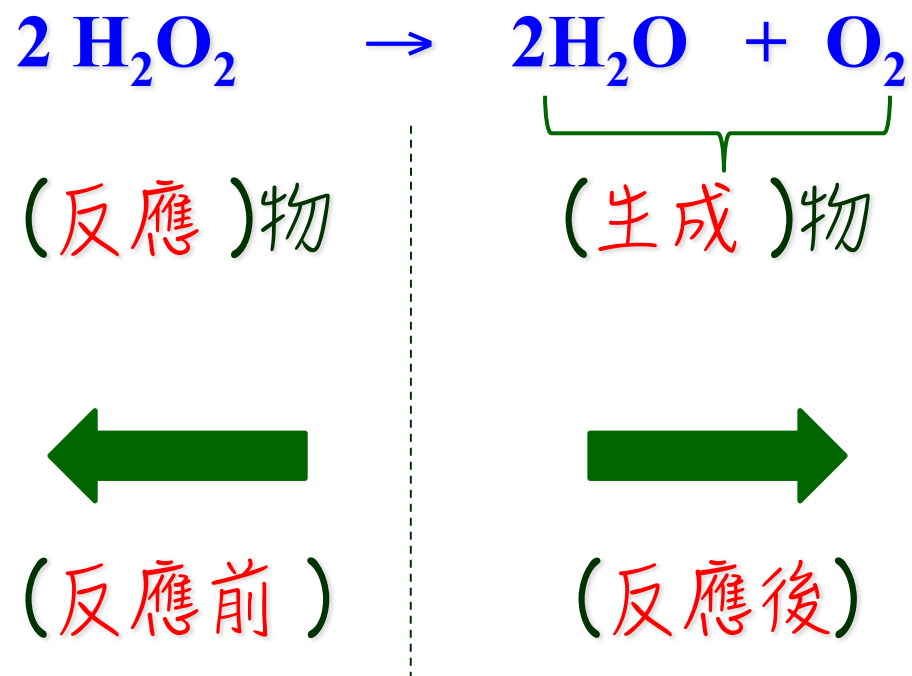 2 H₂O₂ → 2H₂O + O₂
(反應 )物 (生成 )物
(反應前 ) (反應後)